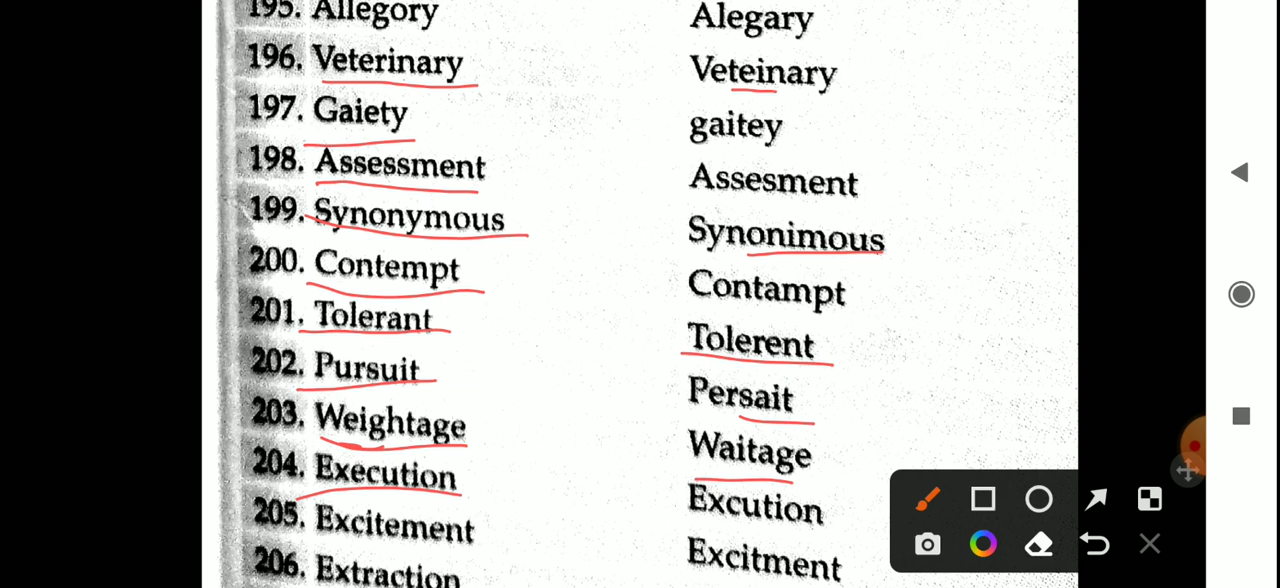 195. Allegory Alegary
196. Veterinary Veteinary
197. Gaiety gaitey
198. Assessment Assesment
199. Synonymous Synonimous
200. Contempt Contampt
201. Tolerant Tolerent
202. Pursuit Persait
203. Weightage Waitage
204. Execution Excution
205. Excitement Excitment
206. Extraction